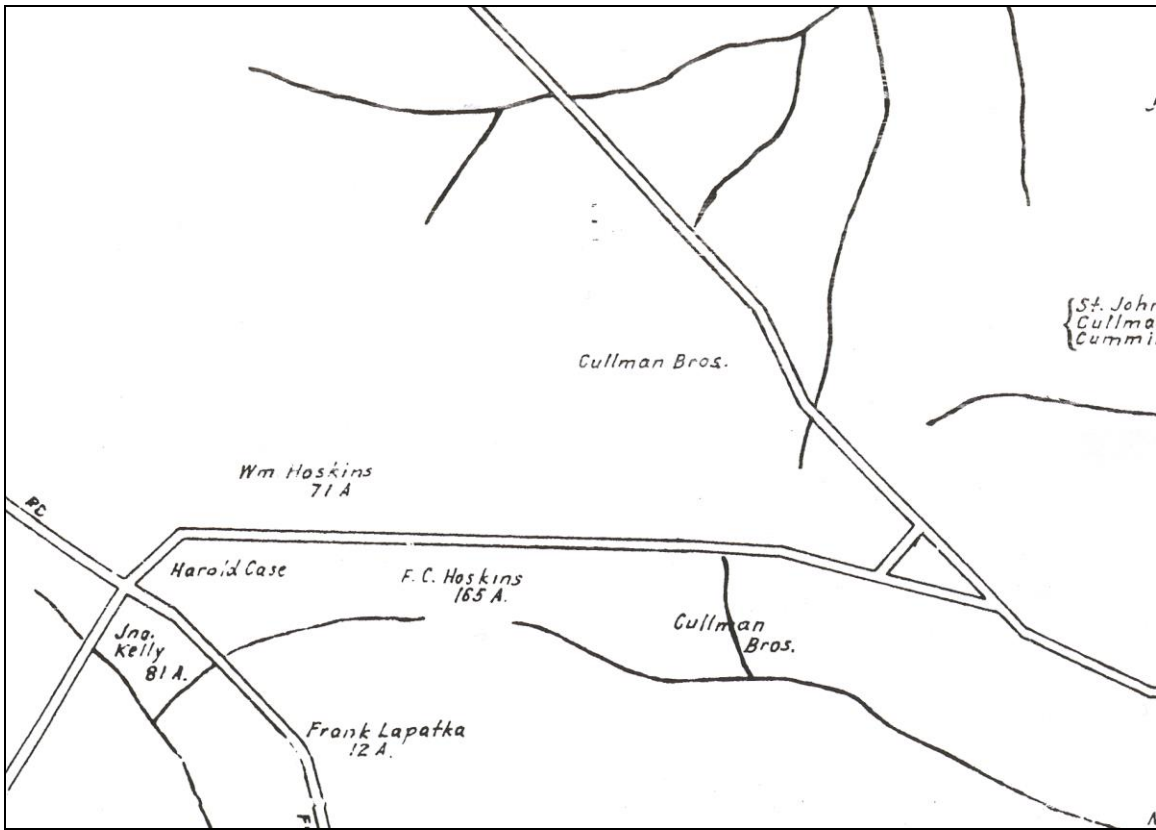 {St. John
Cullma
Cummi
Cullman Bros.
Wm Hoskins
71 A
RC
Harold Case
F. C. Hoskins
165 A.
Jno.
Kelly
81 A.
Cullman
Bros.
Frank Lapatka
12 A.